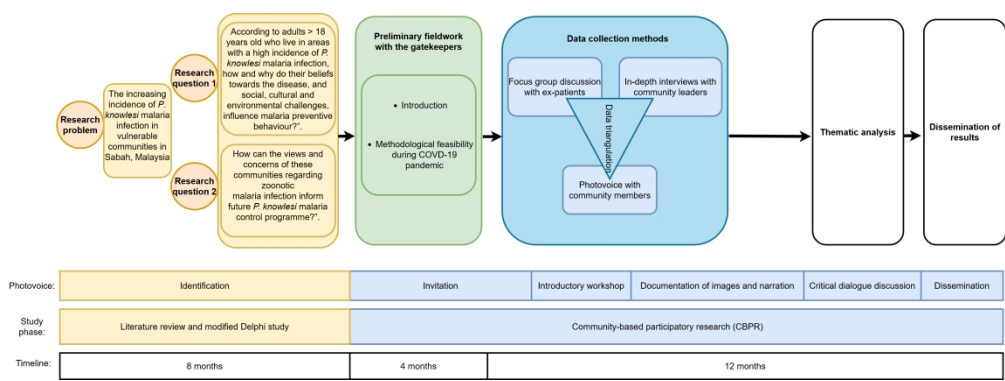 Research
problem
The increasing
incidence of P.
knowlesi malaria
infection in
vulnerable
communities in
Sabah, Malaysia
Research
question 1
According to adults > 18
years old who live in areas
with a high incidence of P.
knowlesi malaria infection,
how and why do their beliefs
towards the disease, and
social, cultural and
environmental challenges,
influence malaria preventive
behaviour?".
Research
question 2
How can the views and
concerns of these
communities regarding
zoonotic
malaria infection inform
future P. knowlesi malaria
control programme?".
Preliminary fieldwork
with the gatekeepers
• Introduction
• Methodological feasibility
during COVD-19
pandemic
Data collection methods
Focus group discussion
with ex-patients
In-depth interviews with
community leaders
Data triangulation
Photovoice with
community members
Thematic analysis
Dissemination of
results
Photovoice:
Identification
Invitation
Introductory workshop
Documentation of images and narration
Critical dialogue discussion
Dissemination
Study
phase:
Literature review and modified Delphi study
Community-based participatory research (CBPR)
Timeline:
8 months
4 months
12 months